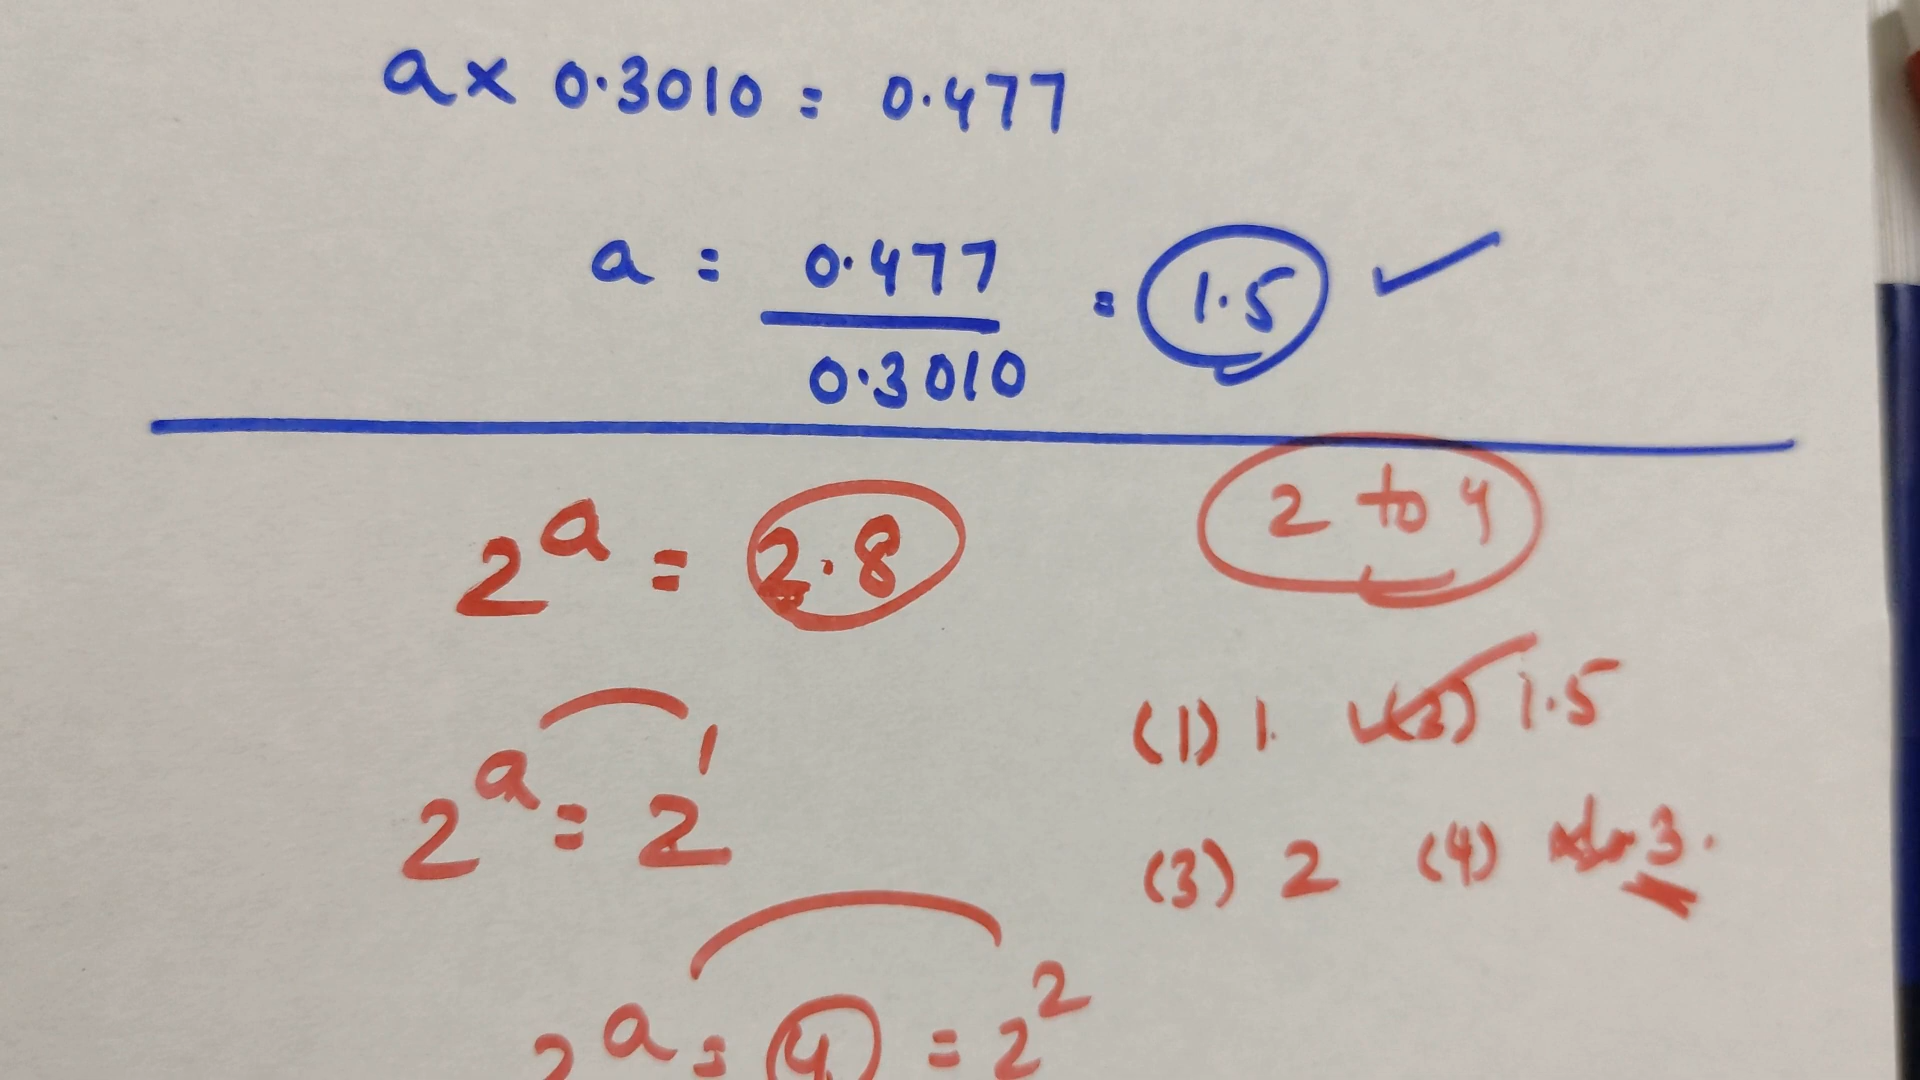 a x 0.3010 = 0.477
a = 0.477 / 0.3010 = 1.5 ✓
2^a = 2.8
2 to 4
2^a = 2^1
(1) 1. (2) 1.5
(3) 2 (4) 3.
2^a = 4 = 2^2